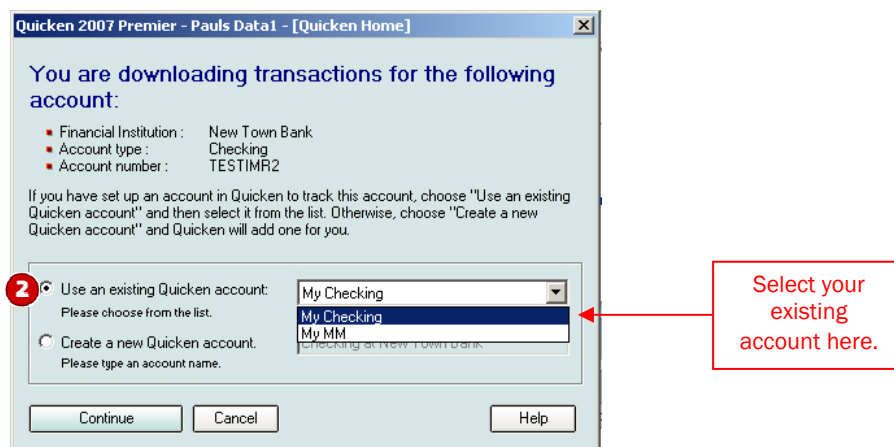 Quicken 2007 Premier - Pauls Data1 - [Quicken Home]
You are downloading transactions for the following
account:
Financial Institution : New Town Bank
Account type : Checking
Account number : TESTIMR2
If you have set up an account in Quicken to track this account, choose "Use an existing
Quicken account" and then select it from the list. Otherwise, choose "Create a new
Quicken account" and Quicken will add one for you.
2 Use an existing Quicken account: My Checking
Please choose from the list.
My Checking
My MM
Create a new Quicken account. Checking at New Town Bank
Please type an account name.
Continue Cancel Help
Select your
existing
account here.